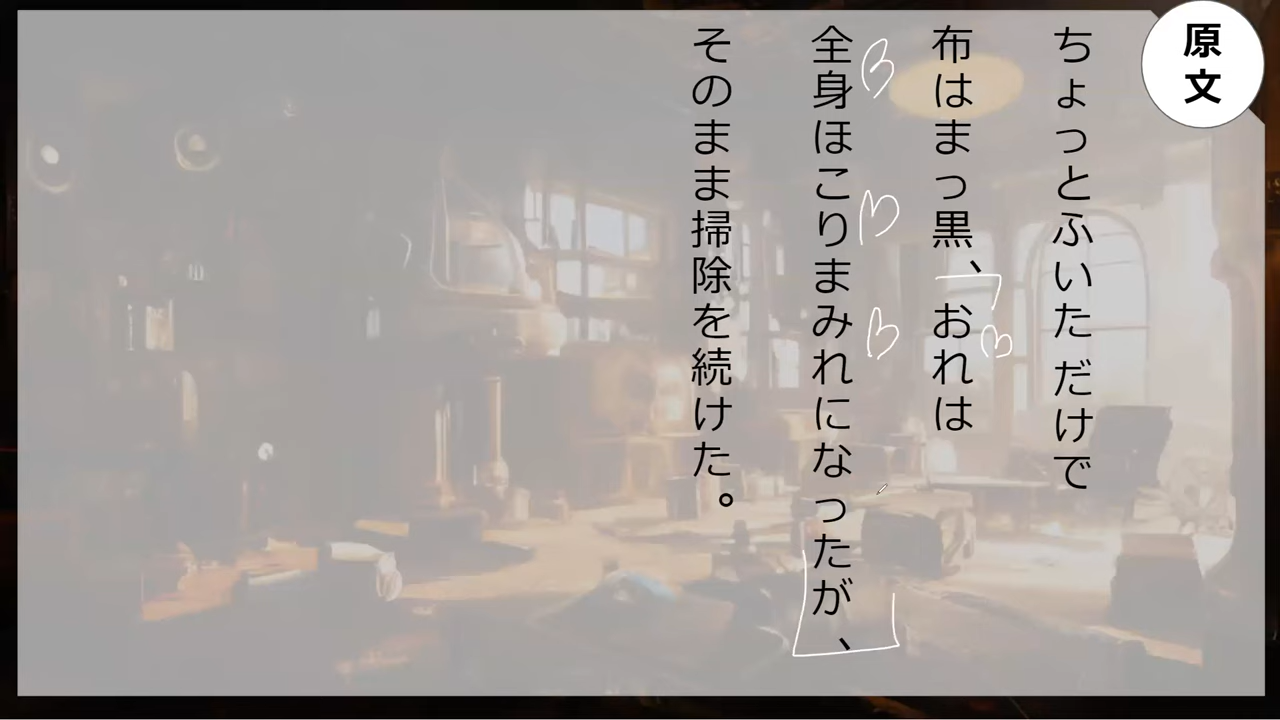 原文
ちょっとふいただけで
布はまっ黒、おれは
全身ほこりまみれになったが、
そのまま掃除を続けた。